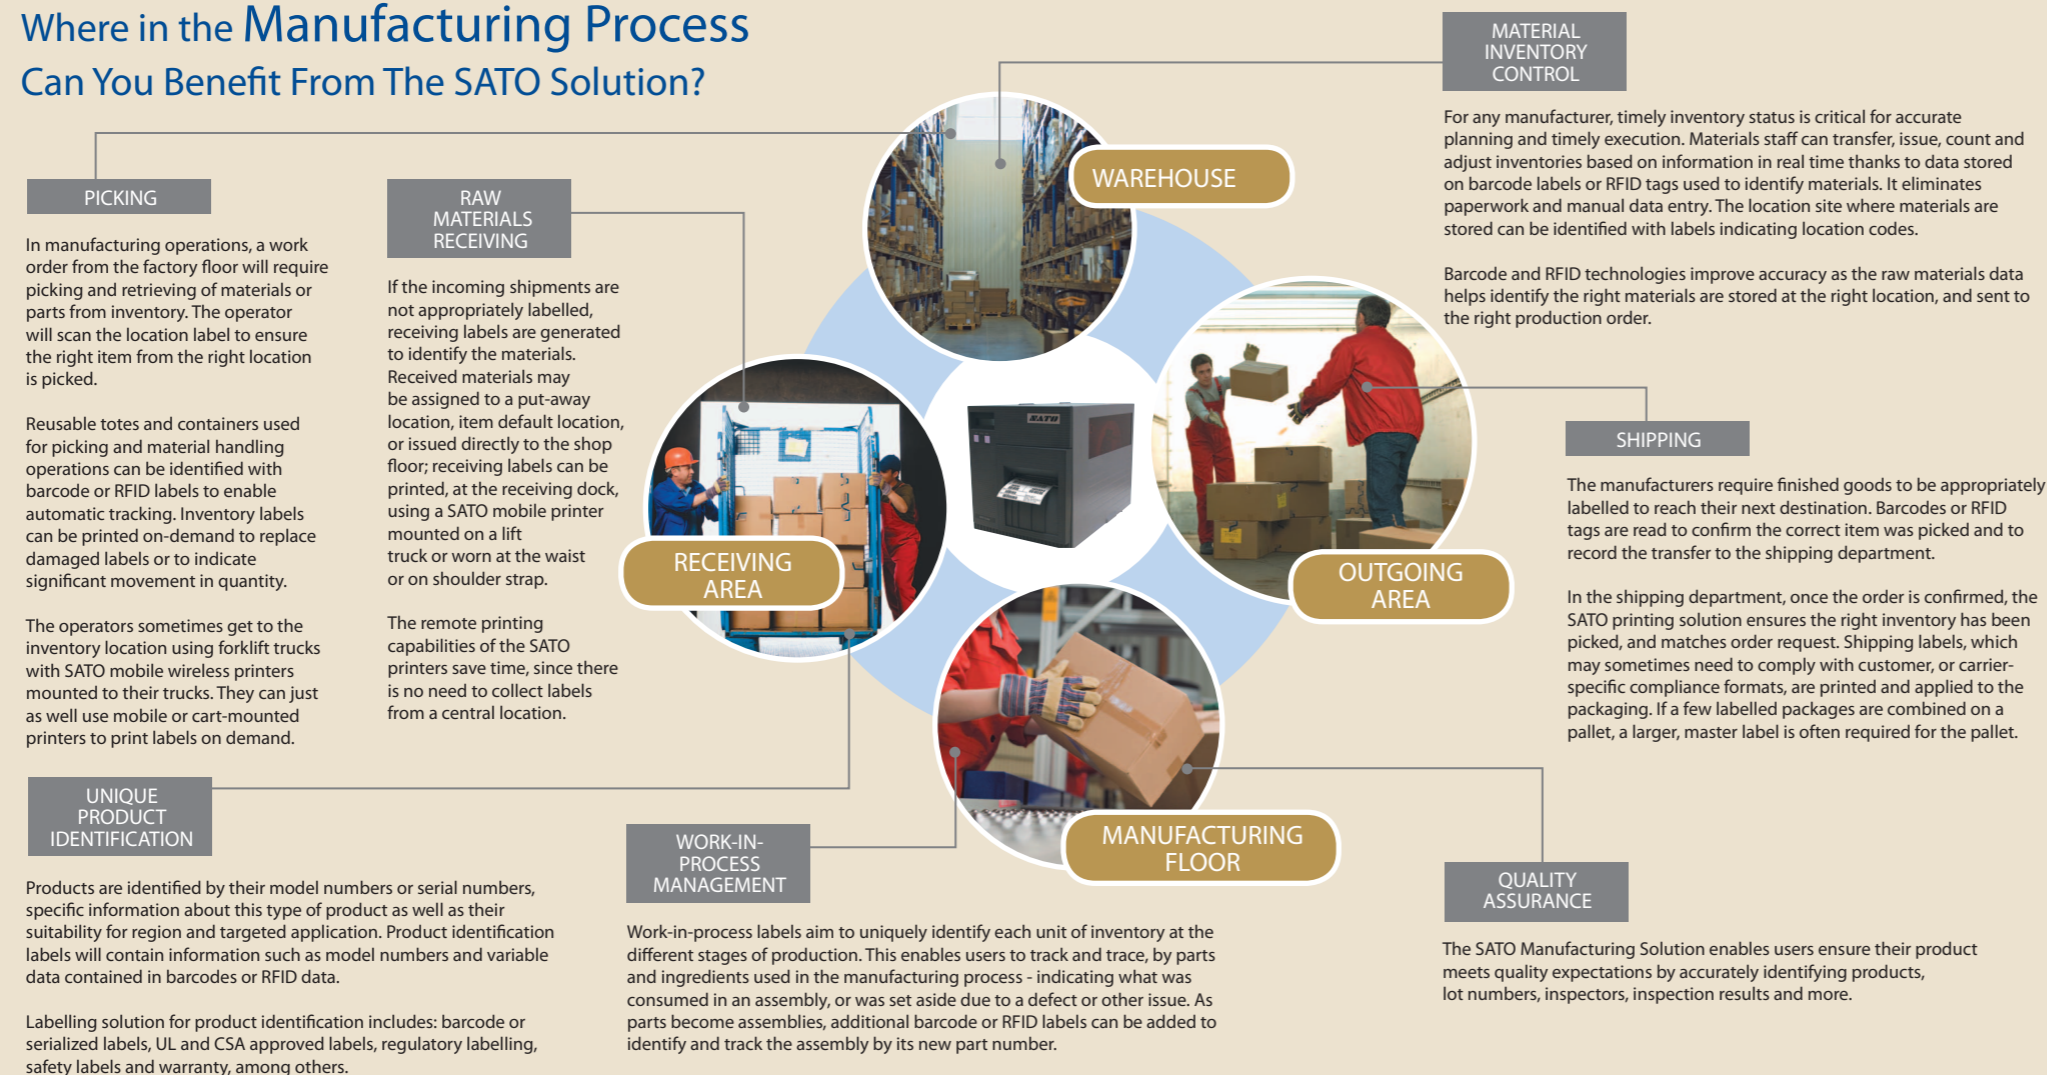 Where in the Manufacturing Process
Can You Benefit From The SATO Solution?
PICKING
In manufacturing operations, a work
order from the factory floor will require
picking and retrieving of materials or
parts from inventory. The operator
will scan the location label to ensure
the right item from the right location
is picked.
Reusable totes and containers used
for picking and material handling
operations can be identified with
barcode or RFID labels to enable
automatic tracking. Inventory labels
can be printed on-demand to replace
damaged labels or to indicate
significant movement in quantity.
The operators sometimes get to the
inventory location using forklift trucks
with SATO mobile wireless printers
mounted to their trucks. They can just
as well use mobile or cart-mounted
printers to print labels on demand.
RAW
MATERIALS
RECEIVING
If the incoming shipments are
not appropriately labelled,
receiving labels are generated
to identify the materials.
Received materials may
be assigned to a put-away
location, item default location,
or issued directly to the shop
floor; receiving labels can be
printed, at the receiving dock,
using a SATO mobile printer
mounted on a lift
truck or worn at the waist
or on shoulder strap.
The remote printing
capabilities of the SATO
printers save time, since there
is no need to collect labels
from a central location.
WAREHOUSE
RECEIVING
AREA
SATO
OUTGOING
AREA
MANUFACTURING
FLOOR
MATERIAL
INVENTORY
CONTROL
For any manufacturer, timely inventory status is critical for accurate
planning and timely execution. Materials staff can transfer, issue, count and
adjust inventories based on information in real time thanks to data stored
on barcode labels or RFID tags used to identify materials. It eliminates
paperwork and manual data entry. The location site where materials are
stored can be identified with labels indicating location codes.
Barcode and RFID technologies improve accuracy as the raw materials data
helps identify the right materials are stored at the right location, and sent to
the right production order.
SHIPPING
The manufacturers require finished goods to be appropriately
labelled to reach their next destination. Barcodes or RFID
tags are read to confirm the correct item was picked and to
record the transfer to the shipping department.
In the shipping department, once the order is confirmed, the
SATO printing solution ensures the right inventory has been
picked, and matches order request. Shipping labels, which
may sometimes need to comply with customer, or carrier-
specific compliance formats, are printed and applied to the
packaging. If a few labelled packages are combined on a
pallet, a larger, master label is often required for the pallet.
UNIQUE
PRODUCT
IDENTIFICATION
Products are identified by their model numbers or serial numbers,
specific information about this type of product as well as their
suitability for region and targeted application. Product identification
labels will contain information such as model numbers and variable
data contained in barcodes or RFID data.
Labelling solution for product identification includes: barcode or
serialized labels, UL and CSA approved labels, regulatory labelling,
safety labels and warranty, among others.
WORK-IN-
PROCESS
MANAGEMENT
Work-in-process labels aim to uniquely identify each unit of inventory at the
different stages of production. This enables users to track and trace, by parts
and ingredients used in the manufacturing process - indicating what was
consumed in an assembly, or was set aside due to a defect or other issue. As
parts become assemblies, additional barcode or RFID labels can be added to
identify and track the assembly by its new part number.
QUALITY
ASSURANCE
The SATO Manufacturing Solution enables users ensure their product
meets quality expectations by accurately identifying products,
lot numbers, inspectors, inspection results and more.